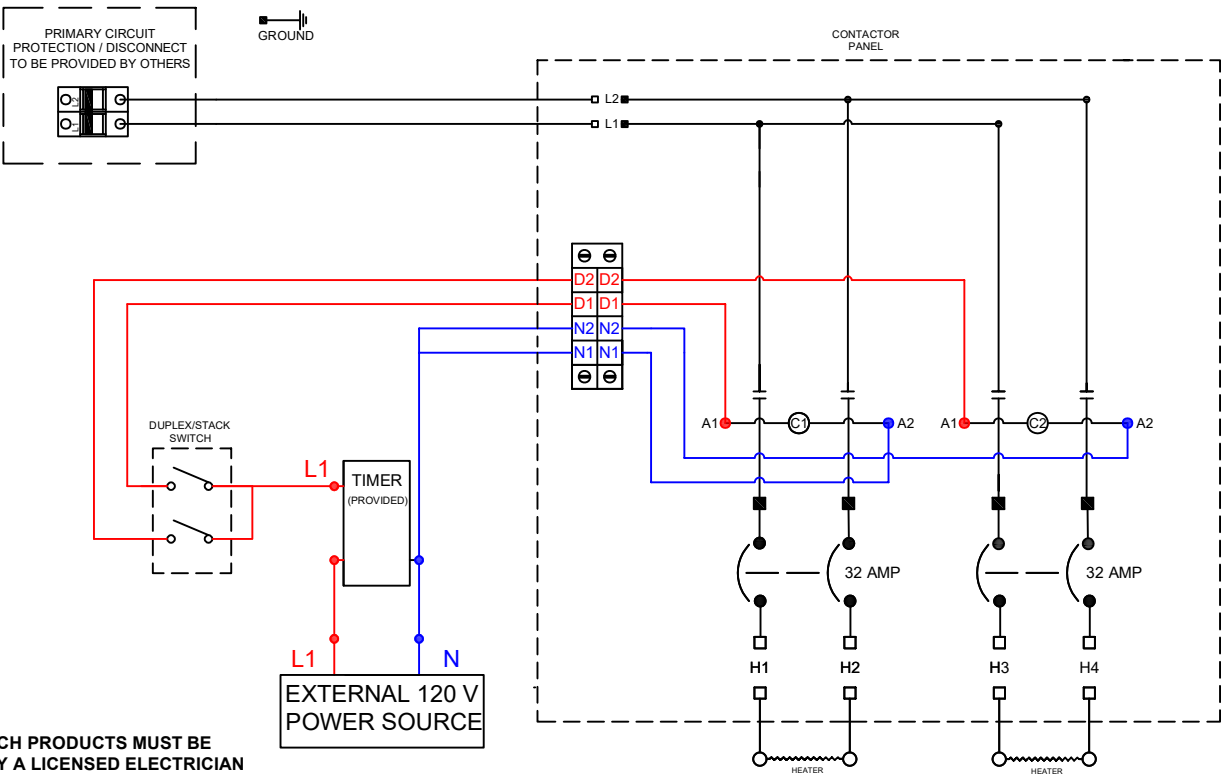 PRIMARY CIRCUIT
PROTECTION / DISCONNECT
TO BE PROVIDED BY OTHERS
L2
L1
GROUND
CONTACTOR
PANEL
L2
L1
D2 D2
D1 D1
N2 N2
N1 N1
A1 C1 A2
A1 C2 A2
DUPLEX/STACK
SWITCH
L1
TIMER
(PROVIDED)
32 AMP
32 AMP
L1
N
EXTERNAL 120 V
POWER SOURCE
H1
H2
H3
H4
HEATER
HEATER
CH PRODUCTS MUST BE
Y A LICENSED ELECTRICIAN